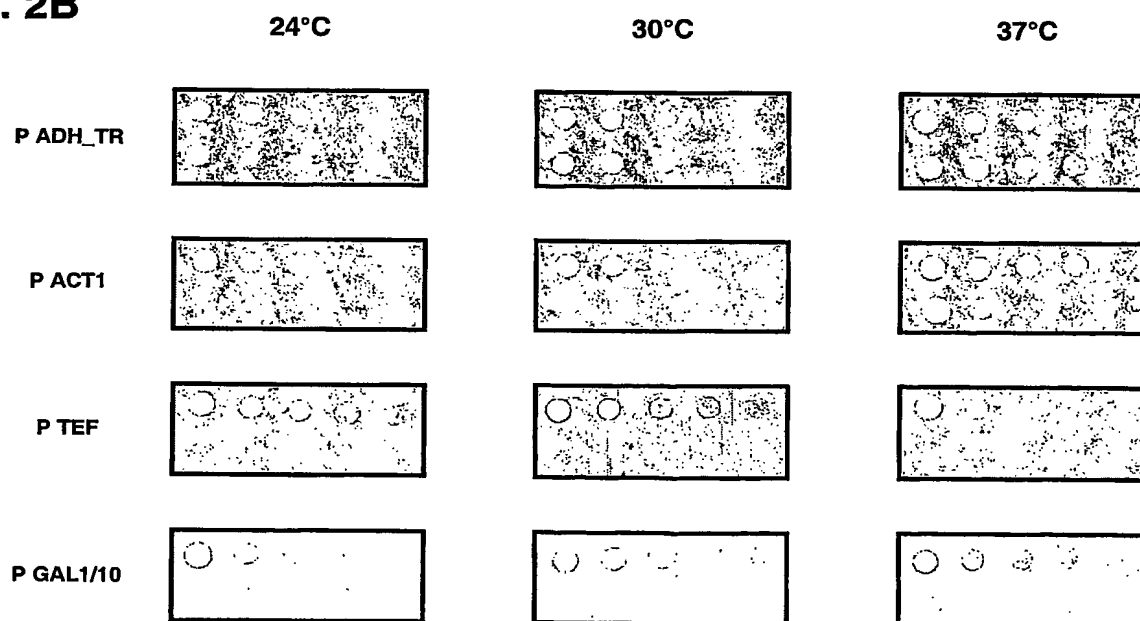 . 2B
24°C 30°C 37°C
P ADH_TR
P ACT1
P TEF
P GAL1/10